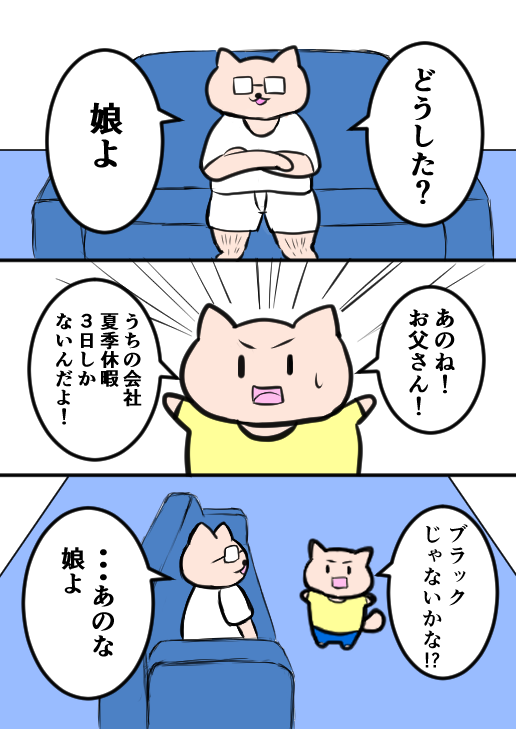 どうした?
娘よ
あのね!
お父さん!
うちの会社
夏季休暇
3日しか
ないんだよ!
ブラック
じゃないかな!?
…あのな
娘よ